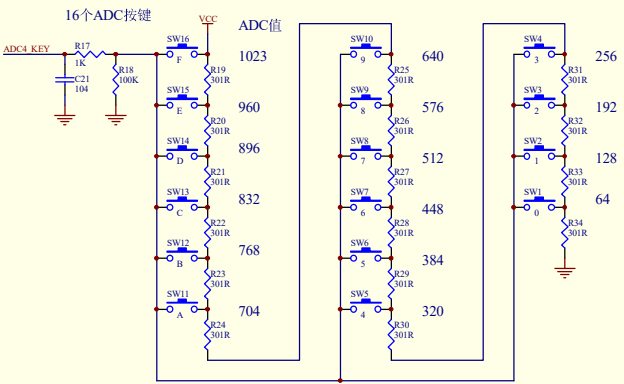 16个ADC按键
VCC
ADC值
ADC4_KEY
R17
1K
C21
104
R18
100K
SW16
F
1023
R19
301R
SW15
E
960
R20
301R
SW14
D
896
R21
301R
SW13
C
832
R22
301R
SW12
B
768
R23
301R
SW11
A
704
R24
301R
SW10
9
640
R25
301R
SW9
8
576
R26
301R
SW8
7
512
R27
301R
SW7
6
448
R28
301R
SW6
5
384
R29
301R
SW5
4
320
R30
301R
SW4
3
256
R31
301R
SW3
2
192
R32
301R
SW2
1
128
R33
301R
SW1
0
64
R34
301R